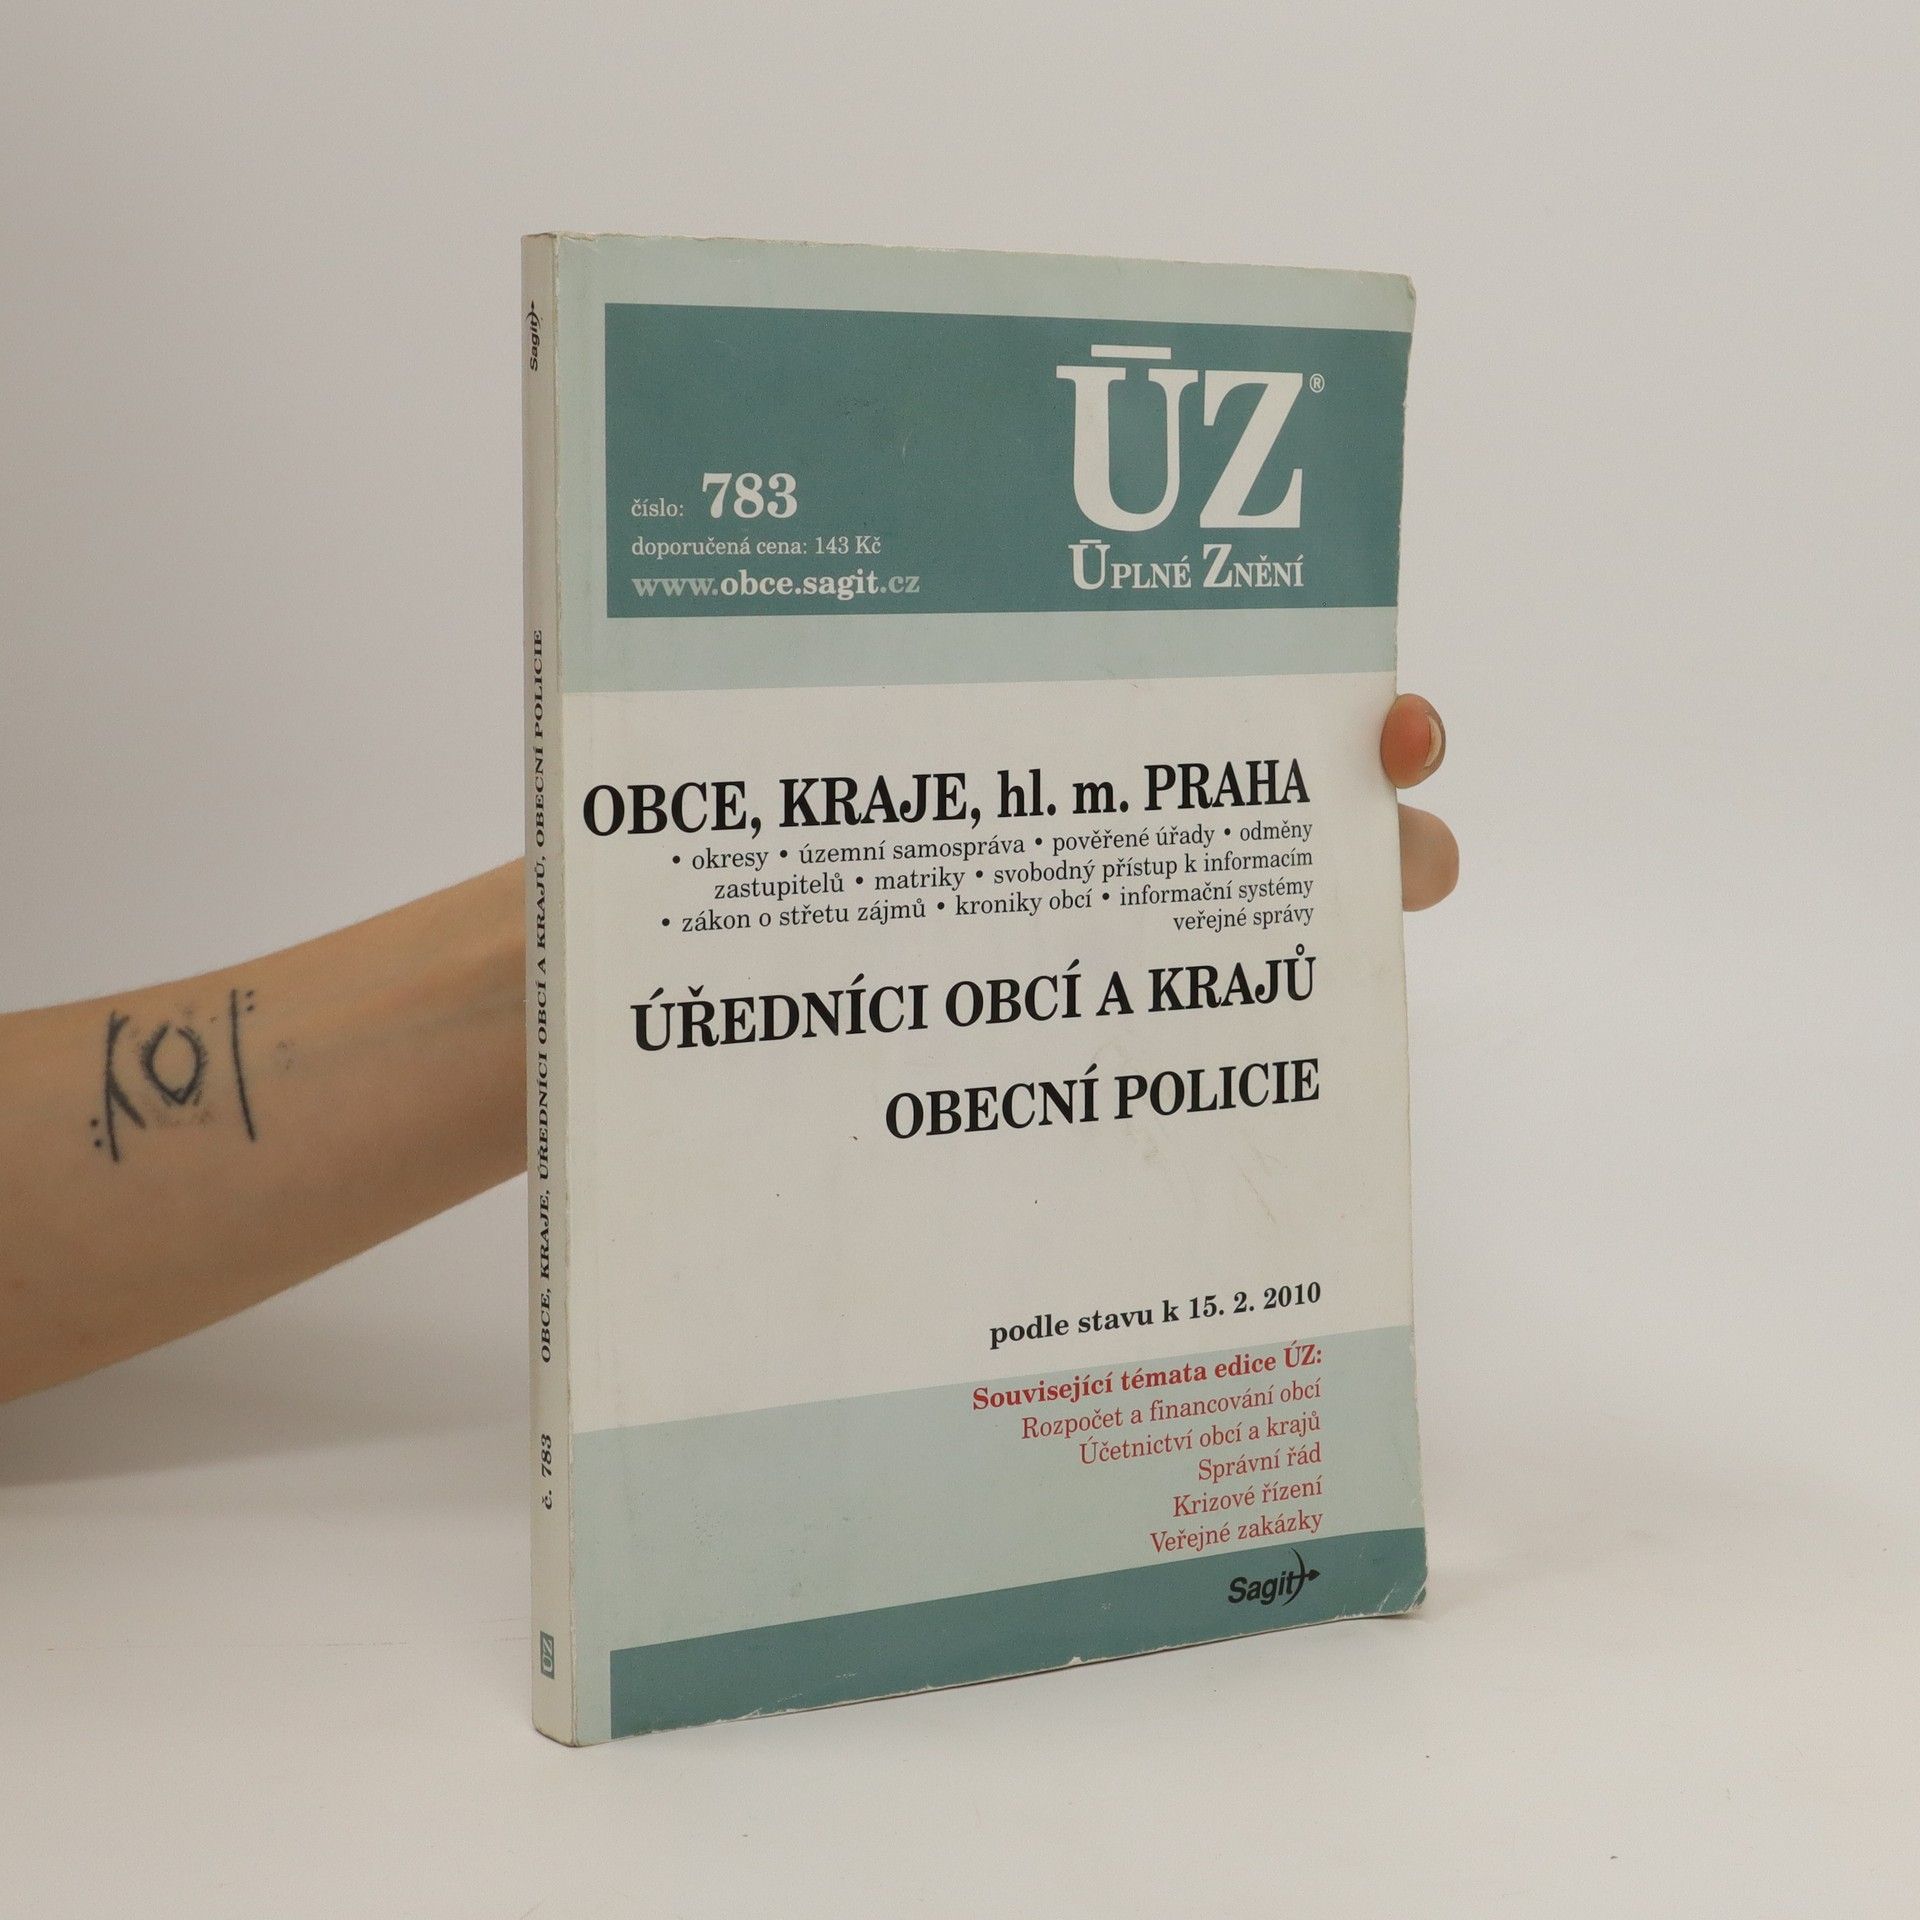 ÚZ®
ÚPLNÉ ZNĚNÍ
číslo: 783
doporučená cena: 143 Kč
www.obce.sagit.cz
OBCE, KRAJE, hl. m. PRAHA
• okresy • územní samospráva • pověřené úřady • odměny
zastupitelů • matriky • svobodný přístup k informacím
• zákon o střetu zájmů • kroniky obcí • informační systémy
veřejné správy
ÚŘEDNÍCI OBCÍ A KRAJŮ
OBECNÍ POLICIE
podle stavu k 15. 2. 2010
Související témata edice ÚZ:
Rozpočet a financování obcí
Účetnictví obcí a krajů
Správní řád
Krizové řízení
Veřejné zakázky
Sagit
ÚZ
č. 783
OBCE, KRAJE, ÚŘEDNÍCI OBCÍ A KRAJŮ, OBECNÍ POLICIE
Sagit